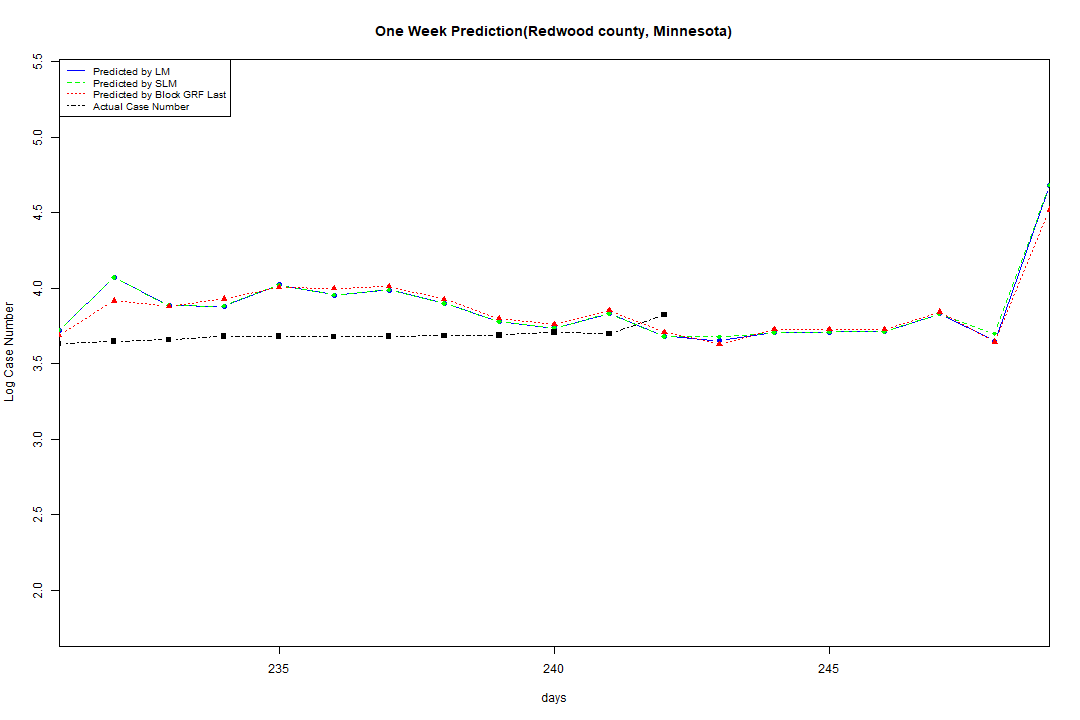 One Week Prediction(Redwood county, Minnesota)
Predicted by LM
Predicted by SLM
Predicted by Block GRF Last
Actual Case Number
5.5
5.0
4.5
4.0
3.5
3.0
2.5
2.0
Log Case Number
235 240 245
days